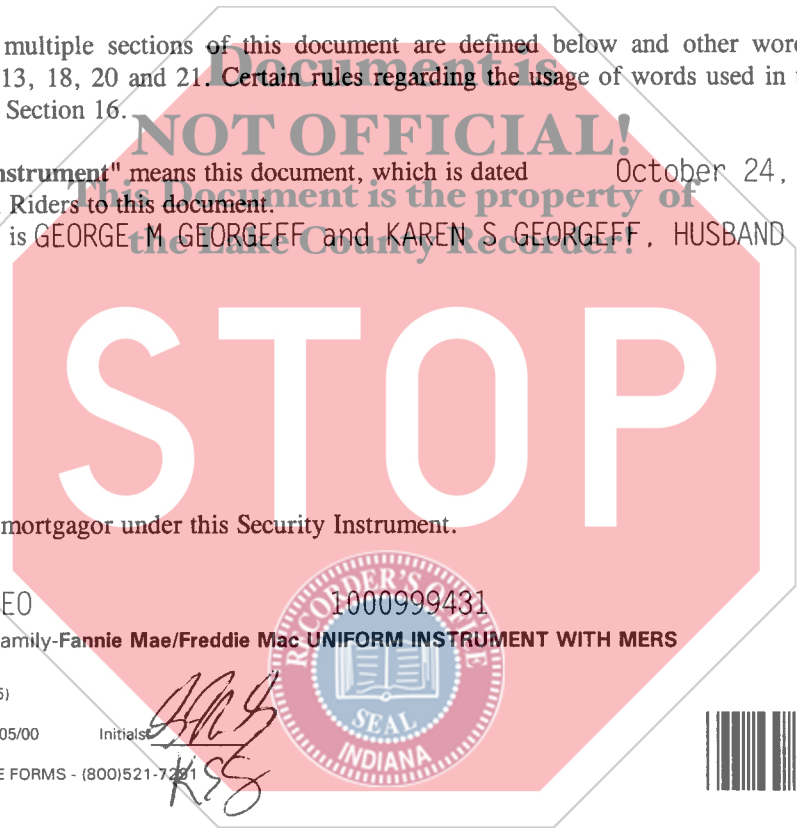 multiple sections of this document are defined below and other word
Document is
13, 18, 20 and 21. Certain rules regarding the usage of words used in
Section 16.
NOT OFFICIAL!
nstrument" means this document, which is dated October 24,
This Document is the property of
Riders to this document.
is GEORGE M GEORGEFF and KAREN S GEORGEFF, HUSBAND
the Lake County Recorder!
STOP
mortgagor under this Security Instrument.
EO 1000999431
amily-Fannie Mae/Freddie Mac UNIFORM INSTRUMENT WITH MERS
RECORDER'S OFFICE
05/00 Initials:
SEAL
INDIANA
E FORMS - (800)521-7291
KSG